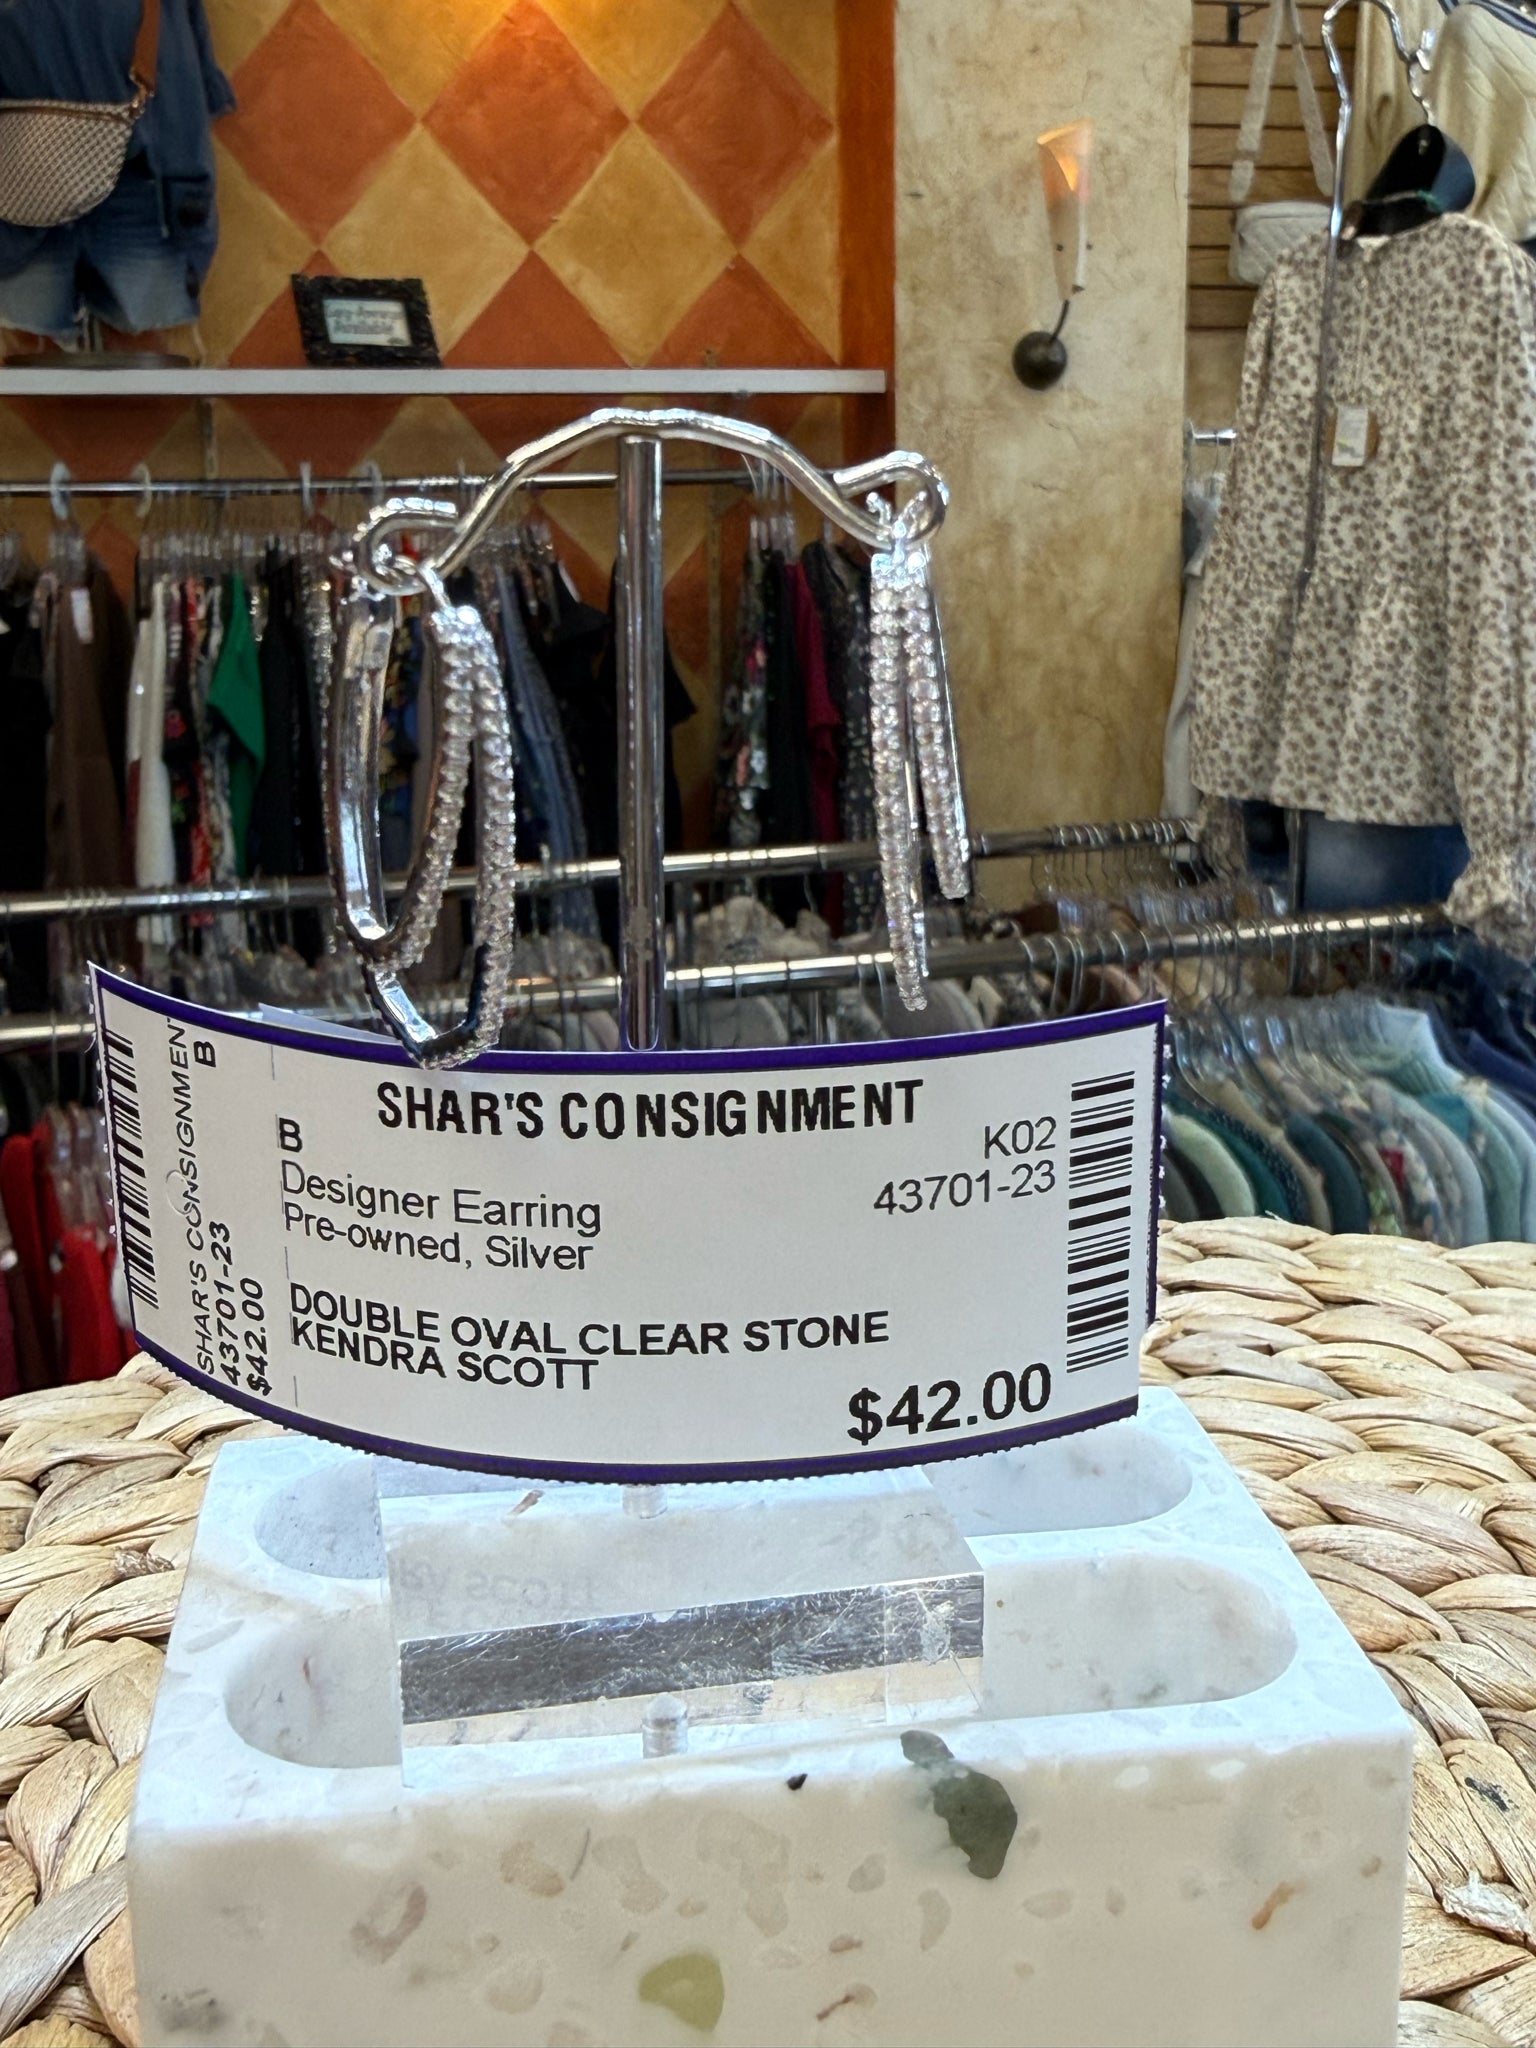 SHAR'S CONSIGNMENT
B
K02
43701-23
Designer Earring
Pre-owned, Silver
DOUBLE OVAL CLEAR STONE
KENDRA SCOTT
$42.00
SHAR'S CONSIGNMENT
B
43701-23
$42.00